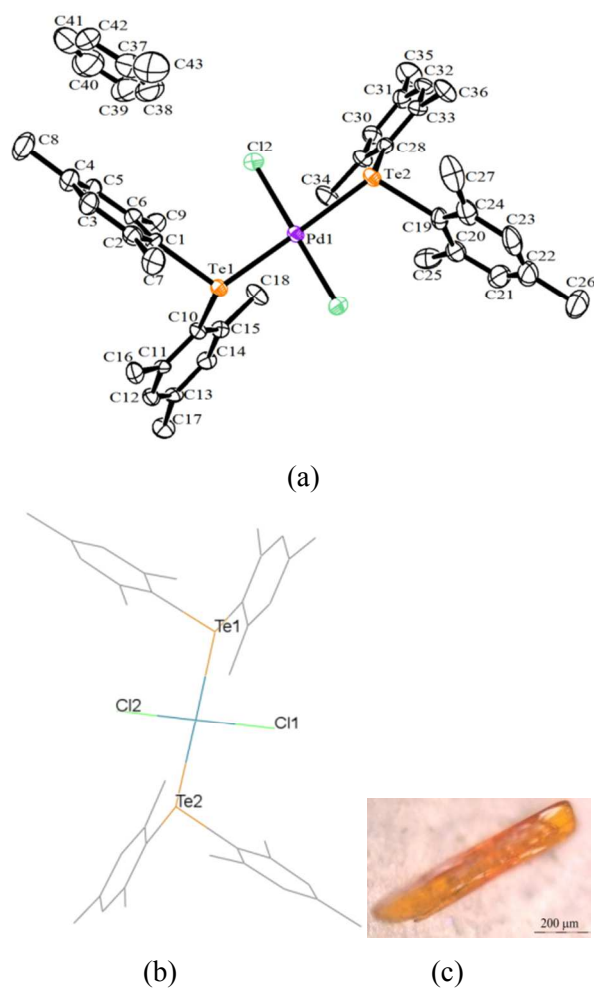 C41
C42
C37
C43
C40
C39
C38
C35
C32
C31
C36
C33
C30
C28
C8
Cl2
C34
Te2
C27
C4
C5
C24
C3
C6
C9
C19
C23
C2
C1
C20
C22
C7
Pd1
C25
C21
C26
Te1
C18
C10
C15
C16
C11
C14
C12
C13
C17
(a)
Te1
Cl2
Cl1
Te2
200 µm
(b) (c)